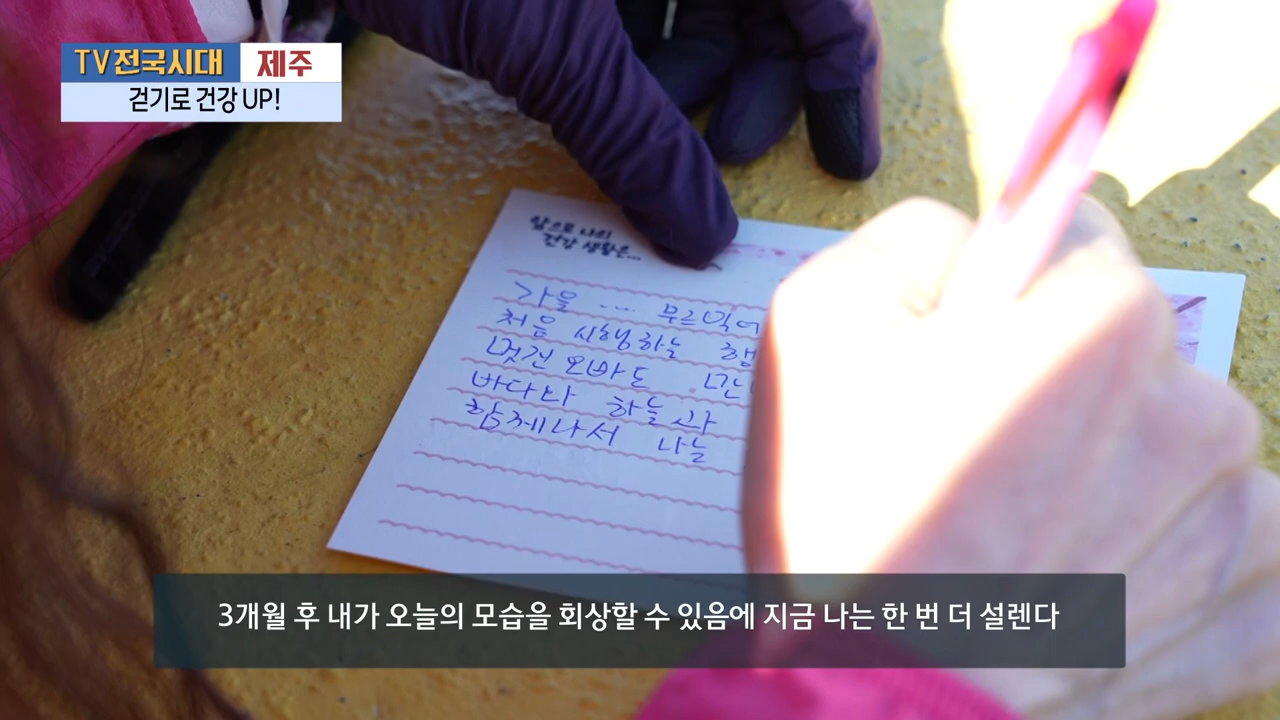 TV전국시대 제주
걷기로 건강 UP!
앞으로 나의
건강 생활은...
가을 .... 부르먹어
처음 시행하는
멋진 오빠도
바다와 하늘과
함께나서 나는
3개월 후 내가 오늘의 모습을 회상할 수 있음에 지금 나는 한 번 더 설렌다